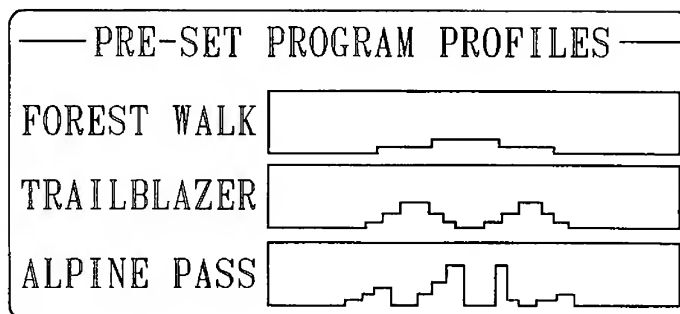 PRE-SET PROGRAM PROFILES
FOREST WALK
TRAILBLAZER
ALPINE PASS